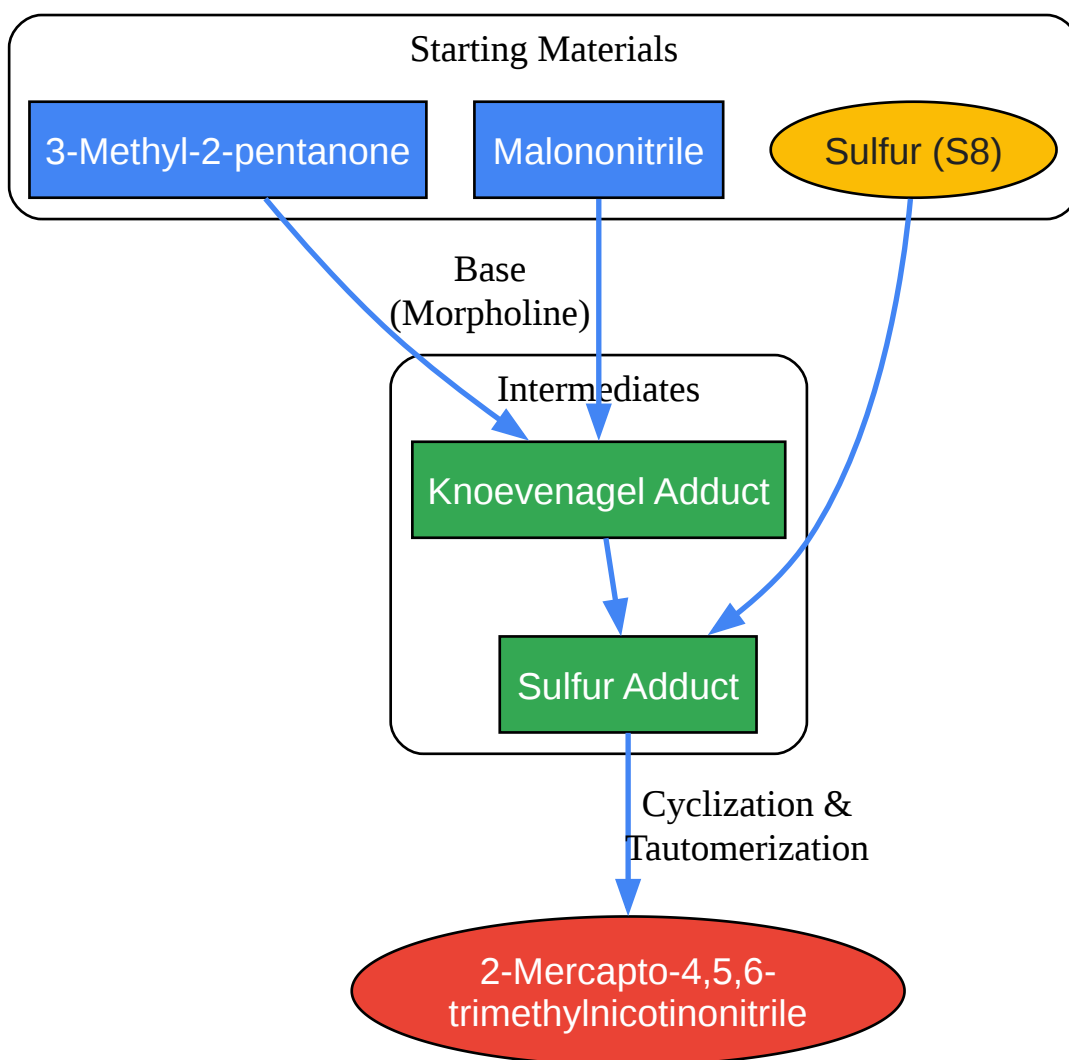 Starting Materials
3-Methyl-2-pentanone
Malononitrile
Sulfur (S8)
Base
(Morpholine)
Intermediates
Knoevenagel Adduct
Sulfur Adduct
Cyclization &
Tautomerization
2-Mercapto-4,5,6-
trimethylnicotinonitrile